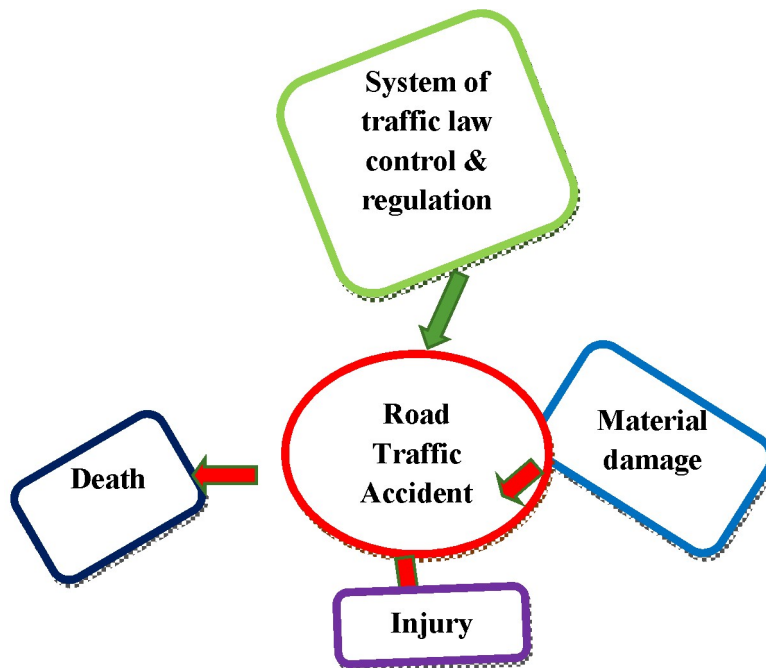 System of
traffic law
control &
regulation
Road
Traffic
Accident
Material
damage
Death
Injury